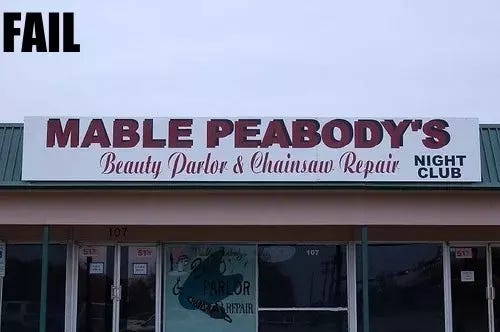 FAIL
MABLE PEABODY'S
Beauty Parlor & Chainsaw Repair
NIGHT
CLUB
107
107
PARLOR
REPAIR